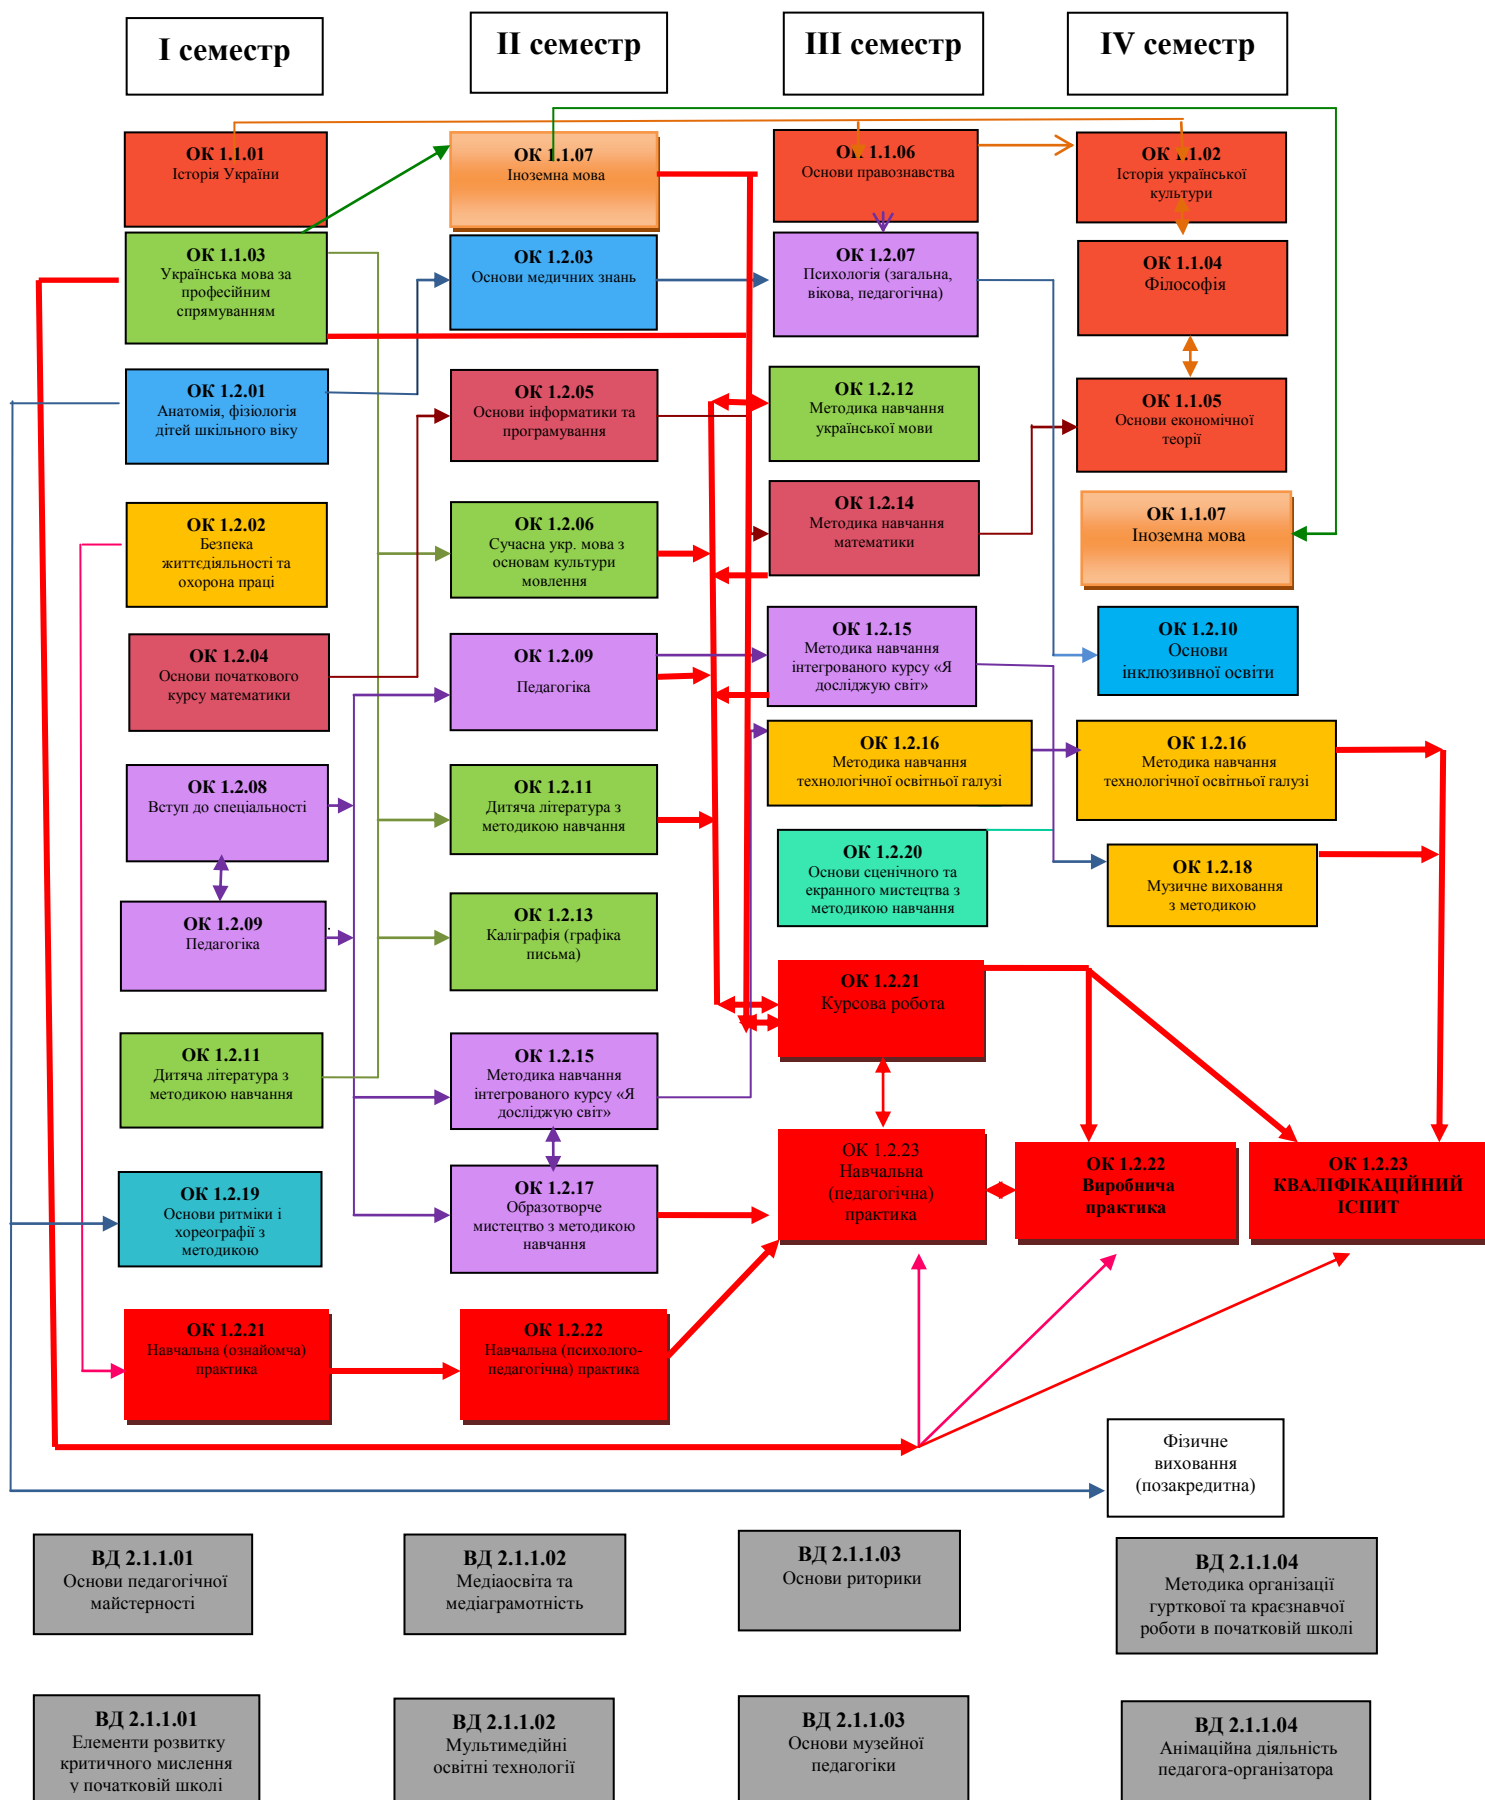 I семестр
II семестр
III семестр
IV семестр
ОК 1.1.01
Історія України
ОК 1.1.03
Українська мова за
професійним
спрямуванням
ОК 1.2.01
Анатомія, фізіологія
дітей шкільного віку
ОК 1.2.02
Безпека
життєдіяльності та
охорона праці
ОК 1.2.04
Основи початкового
курсу математики
ОК 1.2.08
Вступ до спеціальності
ОК 1.2.09
Педагогіка
ОК 1.2.11
Дитяча література з
методикою навчання
ОК 1.2.19
Основи ритміки і
хореографії з
методикою
ОК 1.2.21
Навчальна (ознайомча)
практика
ОК 1.1.07
Іноземна мова
ОК 1.2.03
Основи медичних знань
ОК 1.2.05
Основи інформатики та
програмування
ОК 1.2.06
Сучасна укр. мова з
основам культури
мовлення
ОК 1.2.09
Педагогіка
ОК 1.2.11
Дитяча література з
методикою навчання
ОК 1.2.13
Каліграфія (графіка
письма)
ОК 1.2.15
Методика навчання
інтегрованого курсу «Я
досліджую світ»
ОК 1.2.17
Образотворче
мистецтво з методикою
навчання
ОК 1.2.22
Навчальна (психолого-
педагогічна) практика
ОК 1.1.06
Основи правознавства
ОК 1.2.07
Психологія (загальна,
вікова, педагогічна)
ОК 1.2.12
Методика навчання
української мови
ОК 1.2.14
Методика навчання
математики
ОК 1.2.15
Методика навчання
інтегрованого курсу «Я
досліджую світ»
ОК 1.2.16
Методика навчання
технологічної освітньої галузі
ОК 1.2.20
Основи сценічного та
екранного мистецтва з
методикою навчання
ОК 1.2.21
Курсова робота
ОК 1.2.23
Навчальна
(педагогічна)
практика
ОК 1.1.02
Історія української
культури
ОК 1.1.04
Філософія
ОК 1.1.05
Основи економічної
теорії
ОК 1.1.07
Іноземна мова
ОК 1.2.10
Основи
інклюзивної освіти
ОК 1.2.16
Методика навчання
технологічної освітньої галузі
ОК 1.2.18
Музичне виховання
з методикою
ОК 1.2.22
Виробнича
практика
ОК 1.2.23
КВАЛІФІКАЦІЙНИЙ
ІСПИТ
Фізичне
виховання
(позакредитна)
ВД 2.1.1.01
Основи педагогічної
майстерності
ВД 2.1.1.02
Медіаосвіта та
медіаграмотність
ВД 2.1.1.03
Основи риторики
ВД 2.1.1.04
Методика організації
гурткової та краєзнавчої
роботи в початковій школі
ВД 2.1.1.01
Елементи розвитку
критичного мислення
у початковій школі
ВД 2.1.1.02
Мультимедійні
освітні технології
ВД 2.1.1.03
Основи музейної
педагогіки
ВД 2.1.1.04
Анімаційна діяльність
педагога-організатора